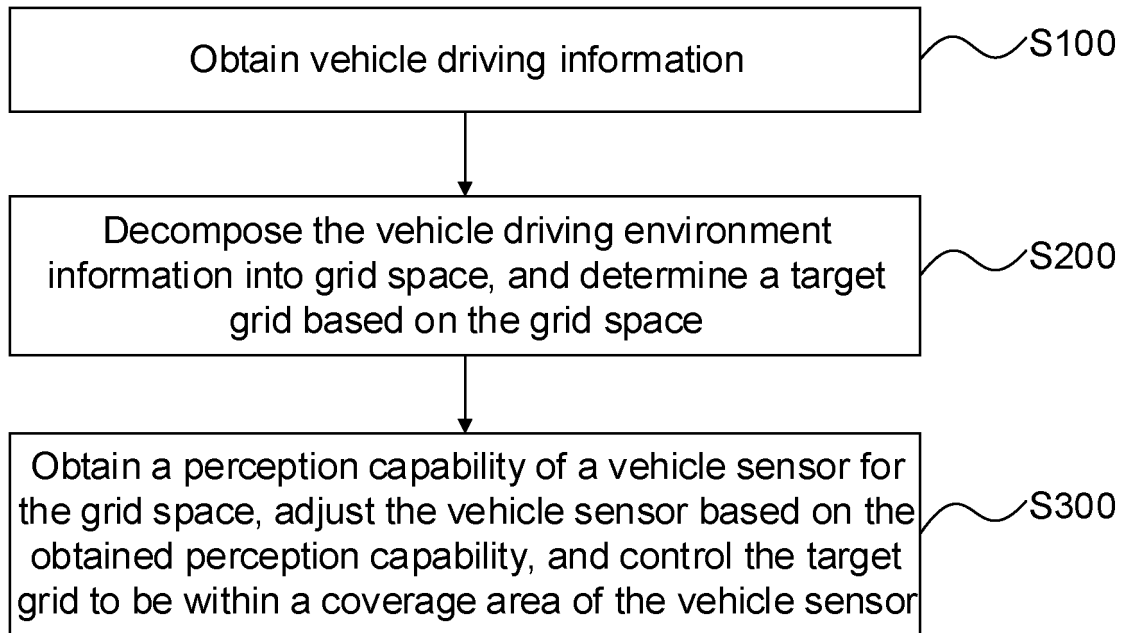 Obtain vehicle driving information
S100
Decompose the vehicle driving environment
information into grid space, and determine a target
grid based on the grid space
S200
Obtain a perception capability of a vehicle sensor for
the grid space, adjust the vehicle sensor based on the
obtained perception capability, and control the target
grid to be within a coverage area of the vehicle sensor
S300